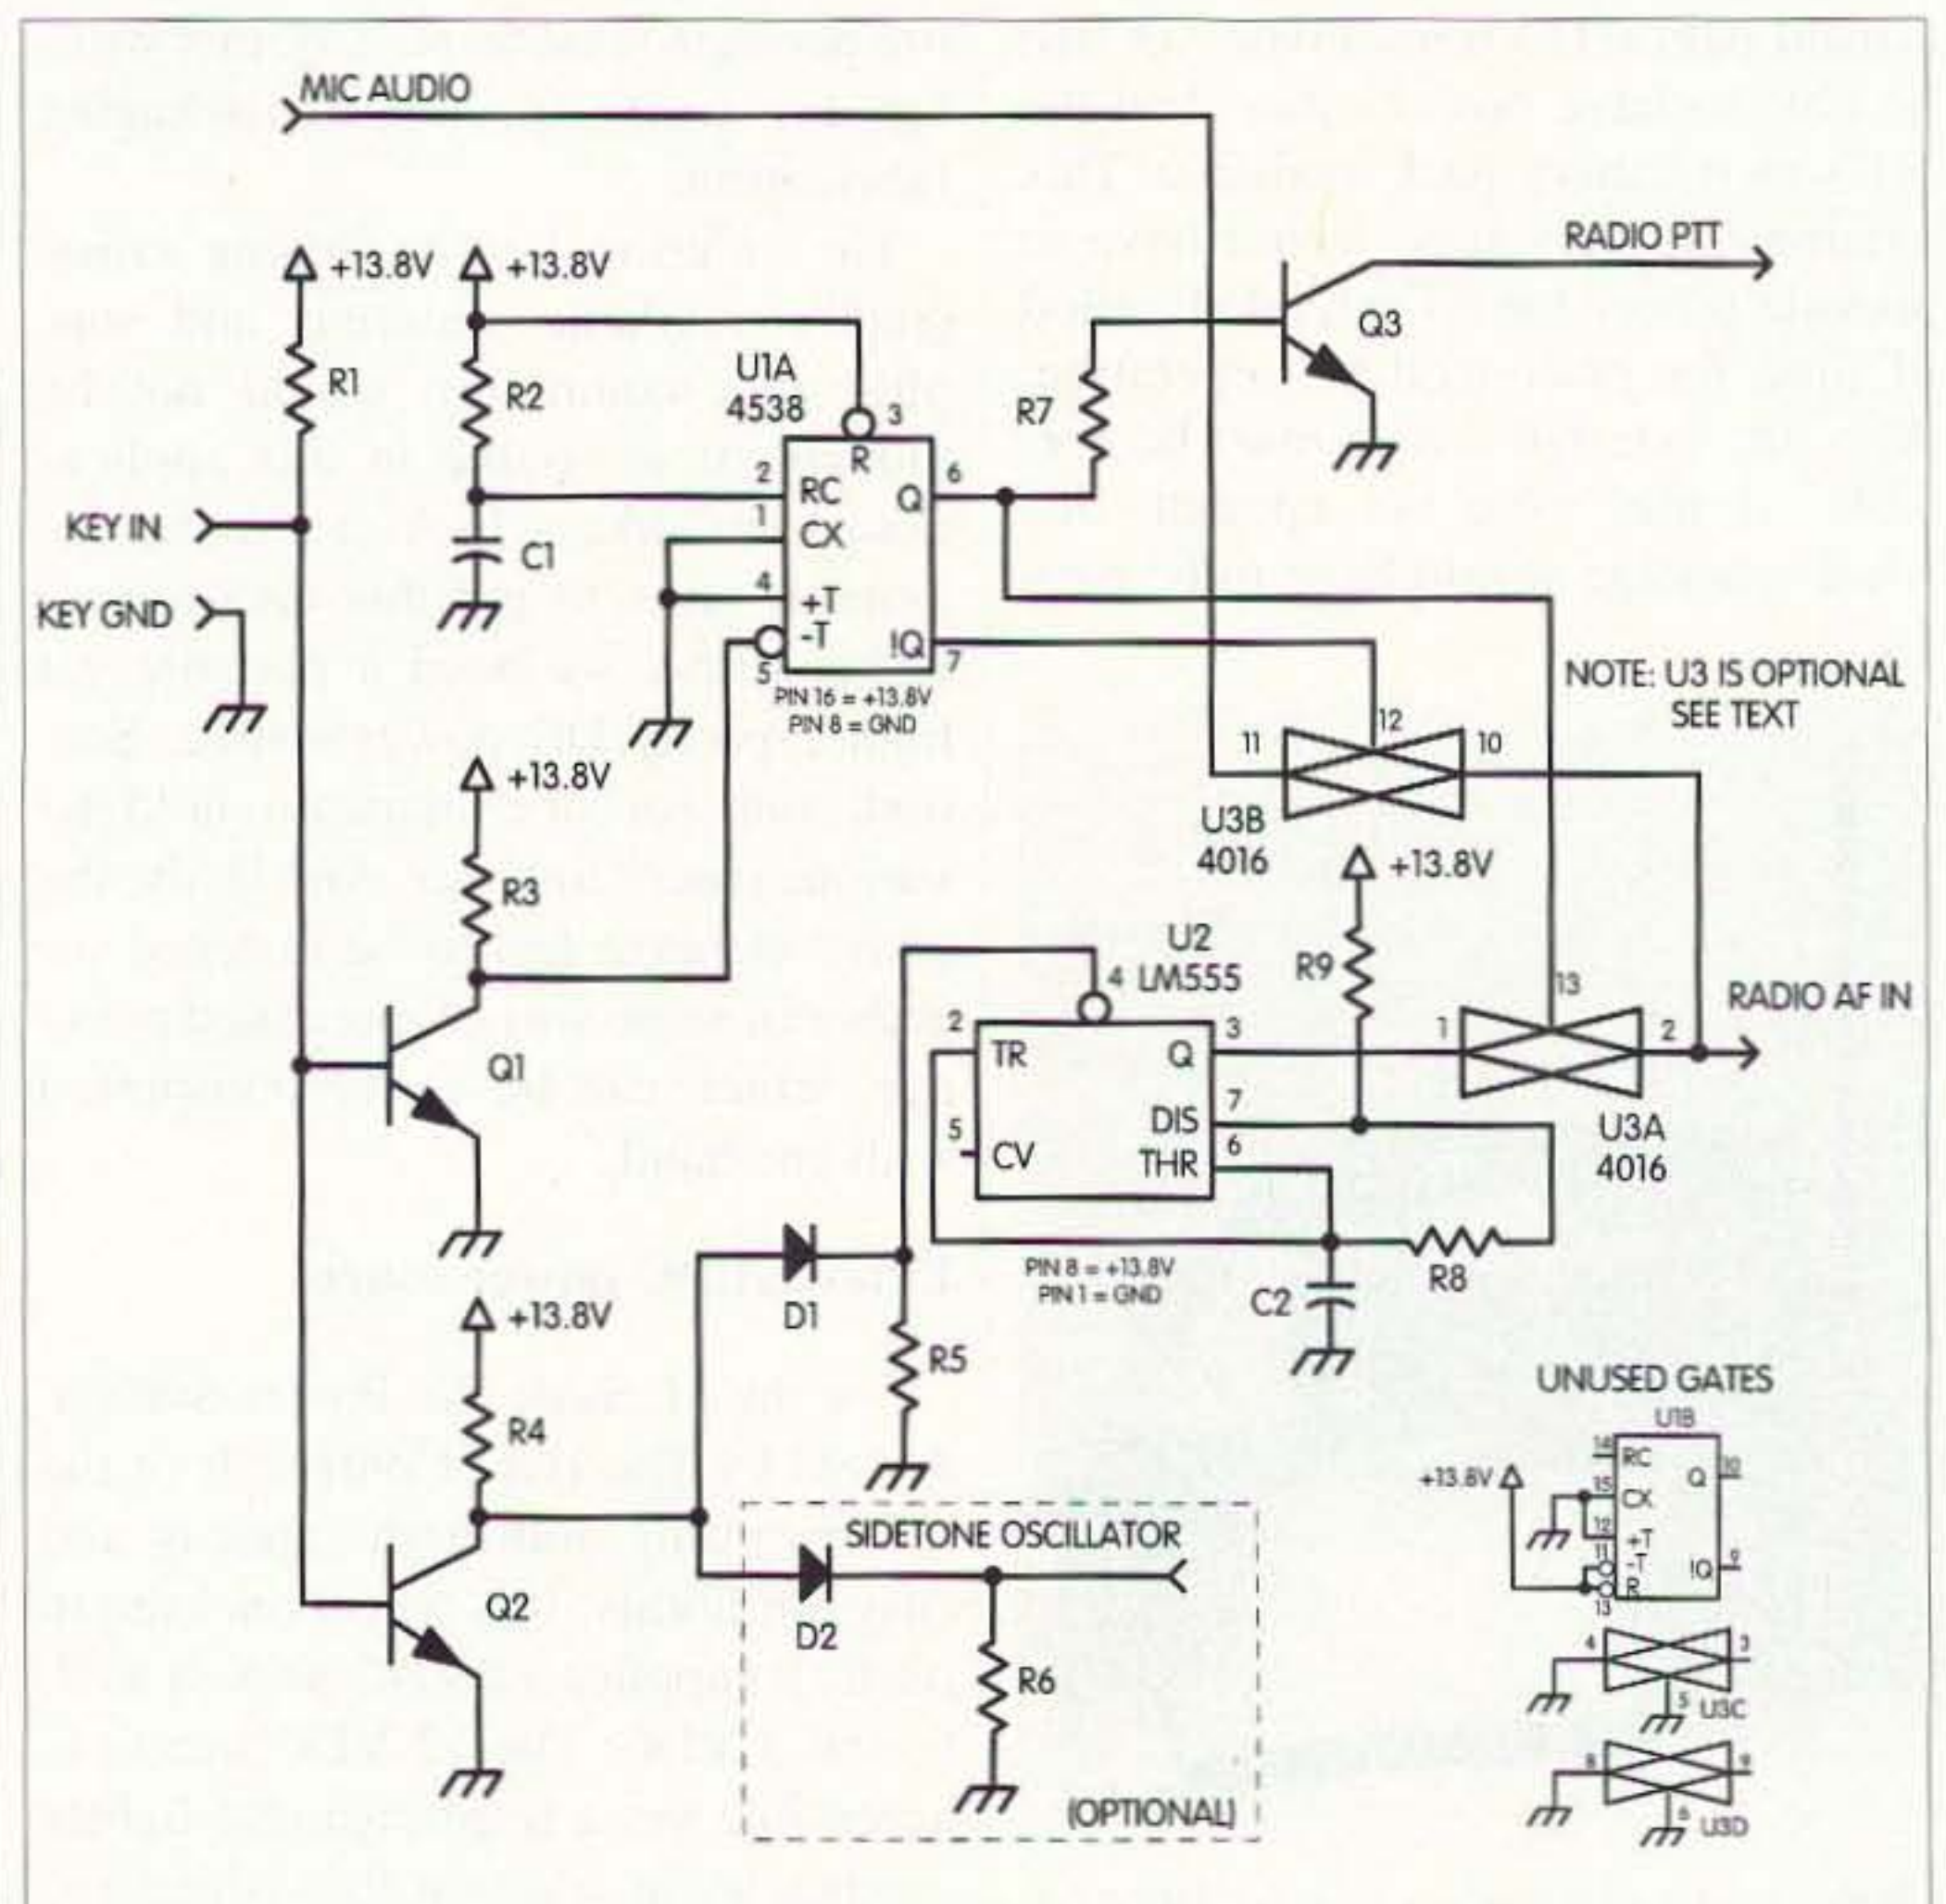 MIC AUDIO
RADIO PTT
+13.8V
+13.8V
Q3
R1
R2
U1A
4538
3
R7
R
2
RC
Q
6
1
CX
KEY IN
C1
4
+T
KEY GND
-T
!Q
5
7
PIN 16 = +13.8V
PIN 8 = GND
NOTE: U3 IS OPTIONAL
SEE TEXT
12
11
10
+13.8V
U3B
4016
+13.8V
R3
U2
LM555
4
R9
13
RADIO AF IN
2
TR
Q
3
1
2
Q1
DIS
7
5
CV
THR
6
U3A
4016
PIN 8 = +13.8V
PIN 1 = GND
R8
D1
C2
+13.8V
R5
R4
UNUSED GATES
U1B
14
RC
Q
10
+13.8V
15
CX
12
+T
11
-T
!Q
9
R
13
SIDETONE OSCILLATOR
Q2
D2
R6
4
3
5
U3C
8
9
6
U3D
(OPTIONAL)